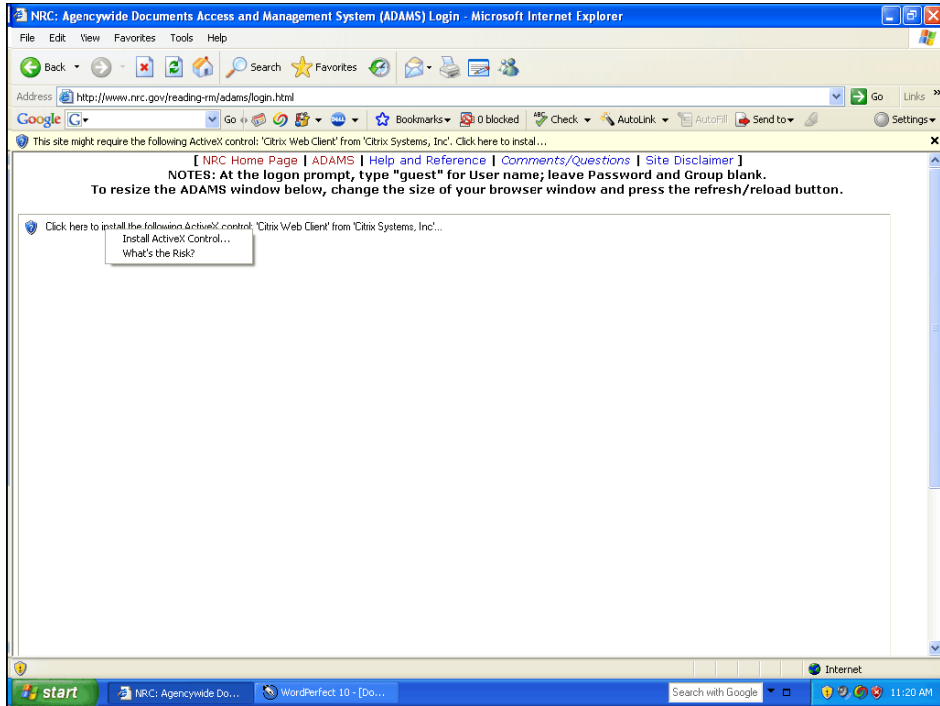 NRC: Agencywide Documents Access and Management System (ADAMS) Login - Microsoft Internet Explorer
File Edit View Favorites Tools Help
Back Search Favorites
Address http://www.nrc.gov/reading-rm/adams/login.html Go Links »
Google G Go Bookmarks 0 blocked ABC Check AutoLink AutoFill Send to Settings
This site might require the following ActiveX control: 'Citrix Web Client' from 'Citrix Systems, Inc'. Click here to instal...
[ NRC Home Page | ADAMS | Help and Reference | Comments/Questions | Site Disclaimer ]
NOTES: At the logon prompt, type "guest" for User name; leave Password and Group blank.
To resize the ADAMS window below, change the size of your browser window and press the refresh/reload button.
Click here to install the following ActiveX control: 'Citrix Web Client' from 'Citrix Systems, Inc'...
Install ActiveX Control...
What's the Risk?
Internet
start NRC: Agencywide Do... WordPerfect 10 - [Do... Search with Google 11:20 AM